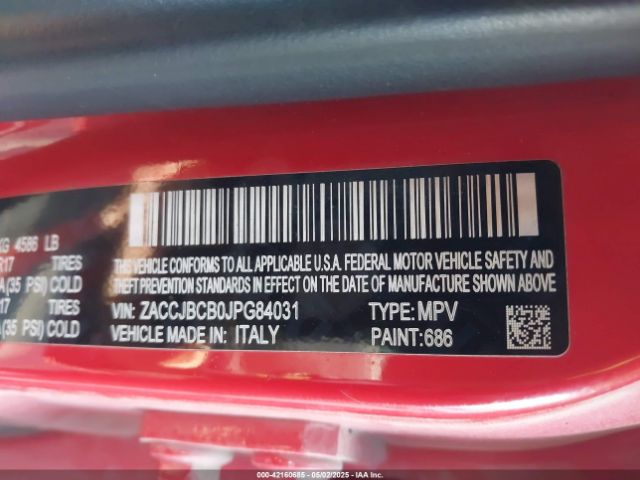 KG 4586 LB
THIS VEHICLE CONFORMS TO ALL APPLICABLE U.S.A. FEDERAL MOTOR VEHICLE SAFETY AND
R17 TIRES
THEFT PREVENTION STANDARDS IN EFFECT ON THE DATE OF MANUFACTURE SHOWN ABOVE
A (35 PSI) COLD
VIN: ZACCJBCB0JPG84031 TYPE: MPV
R17 TIRES
VEHICLE MADE IN: ITALY PAINT:686
A (35 PSI) COLD
000-42160685 - 05/07/2025 - IAA Inc.